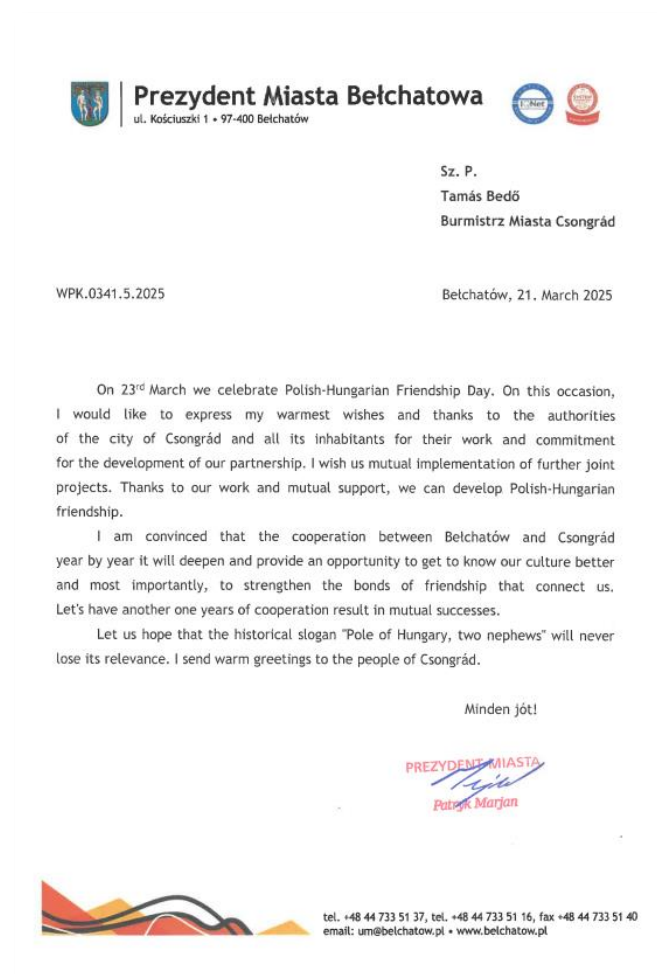 Prezydent Miasta Bełchatowa
ul. Kościuszki 1 • 97-400 Bełchatów
IQNet
Sz. P.
Tamás Bedő
Burmistrz Miasta Csongrád
WPK.0341.5.2025
Bełchatów, 21. March 2025
On 23rd March we celebrate Polish-Hungarian Friendship Day. On this occasion,
I would like to express my warmest wishes and thanks to the authorities
of the city of Csongrád and all its inhabitants for their work and commitment
for the development of our partnership. I wish us mutual implementation of further joint
projects. Thanks to our work and mutual support, we can develop Polish-Hungarian
friendship.
I am convinced that the cooperation between Bełchatów and Csongrád
year by year it will deepen and provide an opportunity to get to know our culture better
and most importantly, to strengthen the bonds of friendship that connect us.
Let's have another one years of cooperation result in mutual successes.
Let us hope that the historical slogan "Pole of Hungary, two nephews" will never
lose its relevance. I send warm greetings to the people of Csongrád.
Minden jót!
PREZYDENT MIASTA
Patryk Marjan
tel. +48 44 733 51 37, tel. +48 44 733 51 16, fax +48 44 733 51 40
email: um@belchatow.pl • www.belchatow.pl